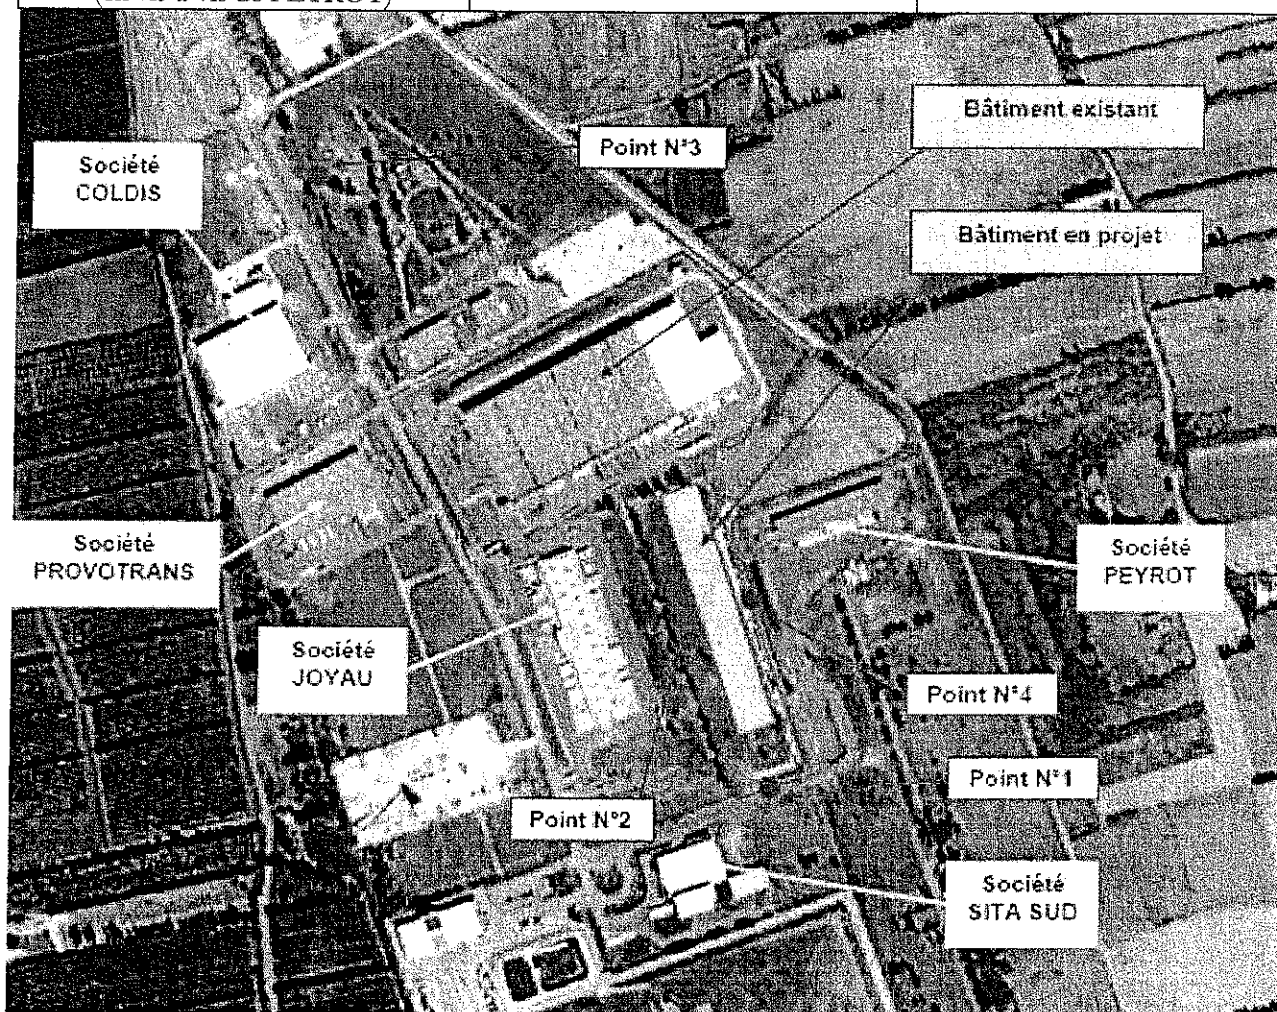 PEYROT)
Bâtiment existant
Point N°3
Société
COLDIS
Bâtiment en projet
Société
PROVOTRANS
Société
PEYROT
Société
JOYAU
Point N°4
Point N°1
Point N°2
Société
SITA SUD